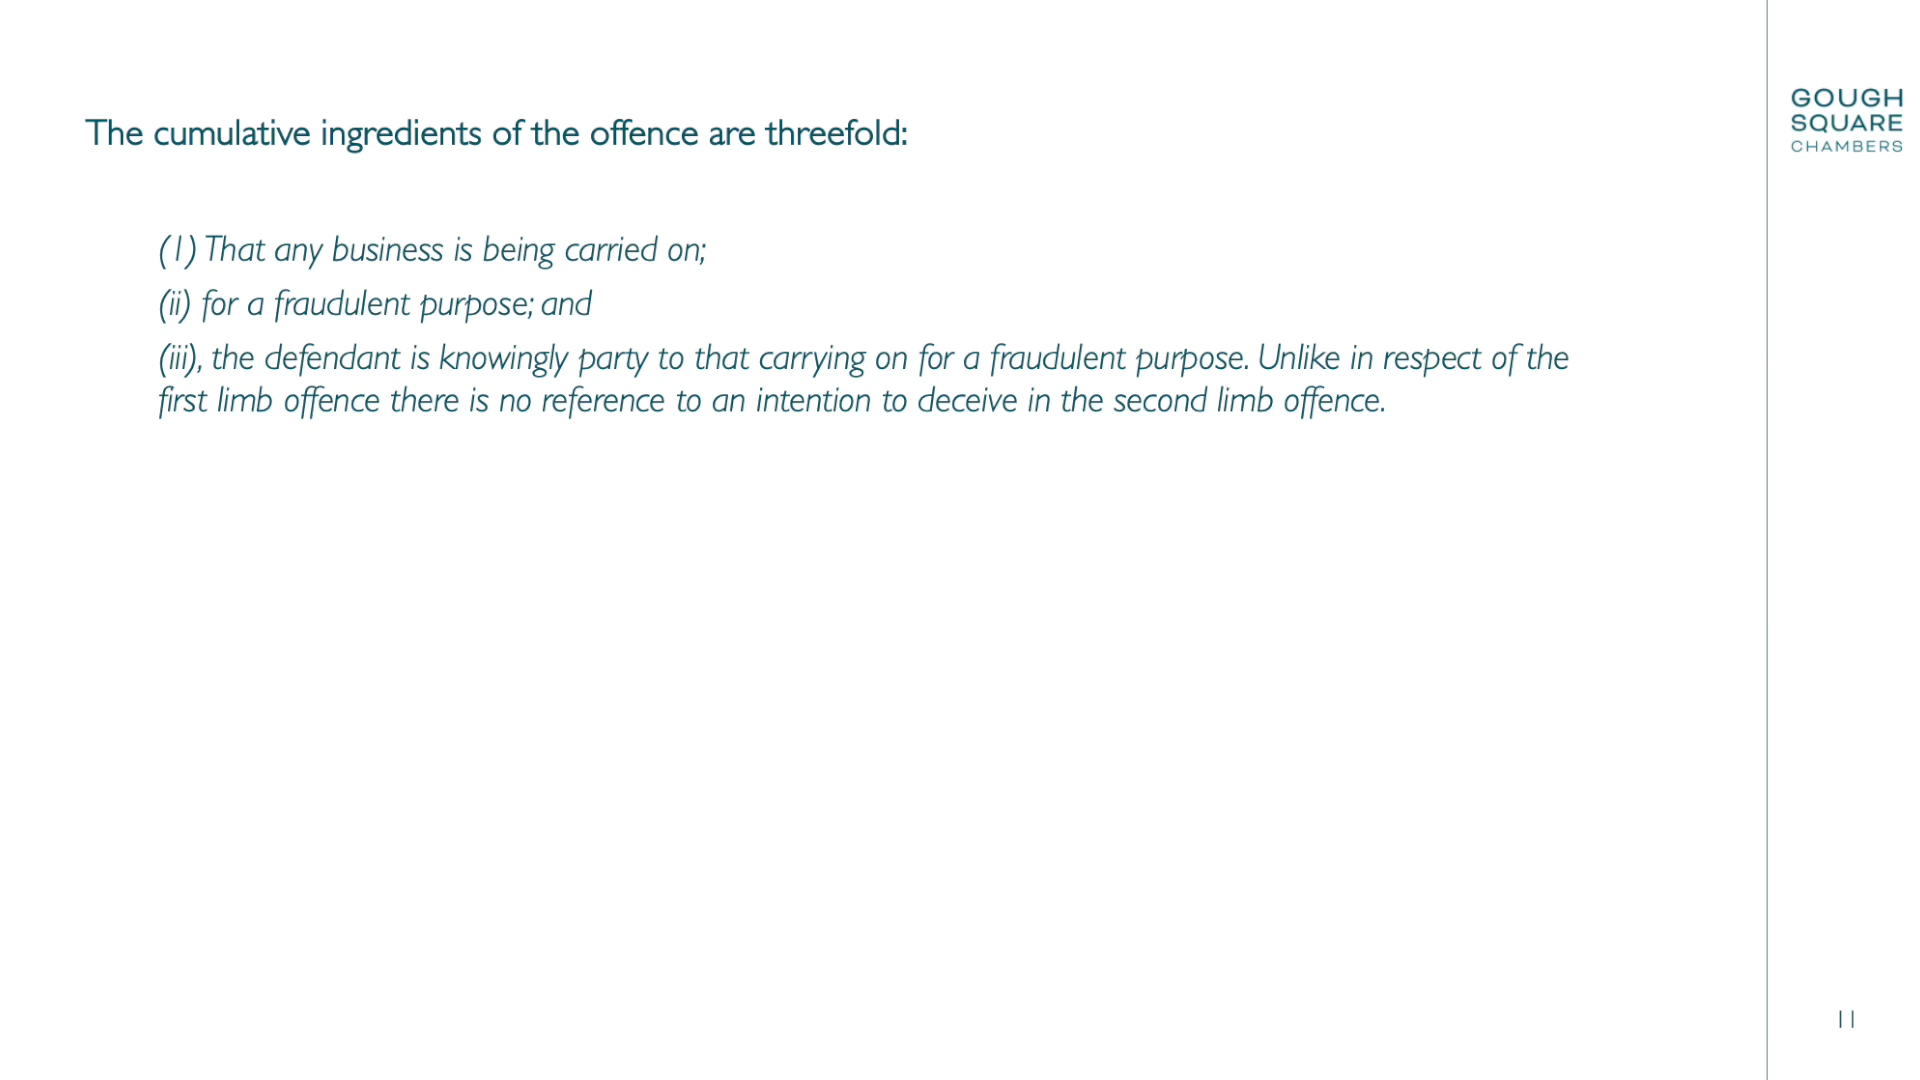 The cumulative ingredients of the offence are threefold:
(1) That any business is being carried on;
(ii) for a fraudulent purpose; and
(iii), the defendant is knowingly party to that carrying on for a fraudulent purpose. Unlike in respect of the
first limb offence there is no reference to an intention to deceive in the second limb offence.
GOUGH
SQUARE
CHAMBERS
11